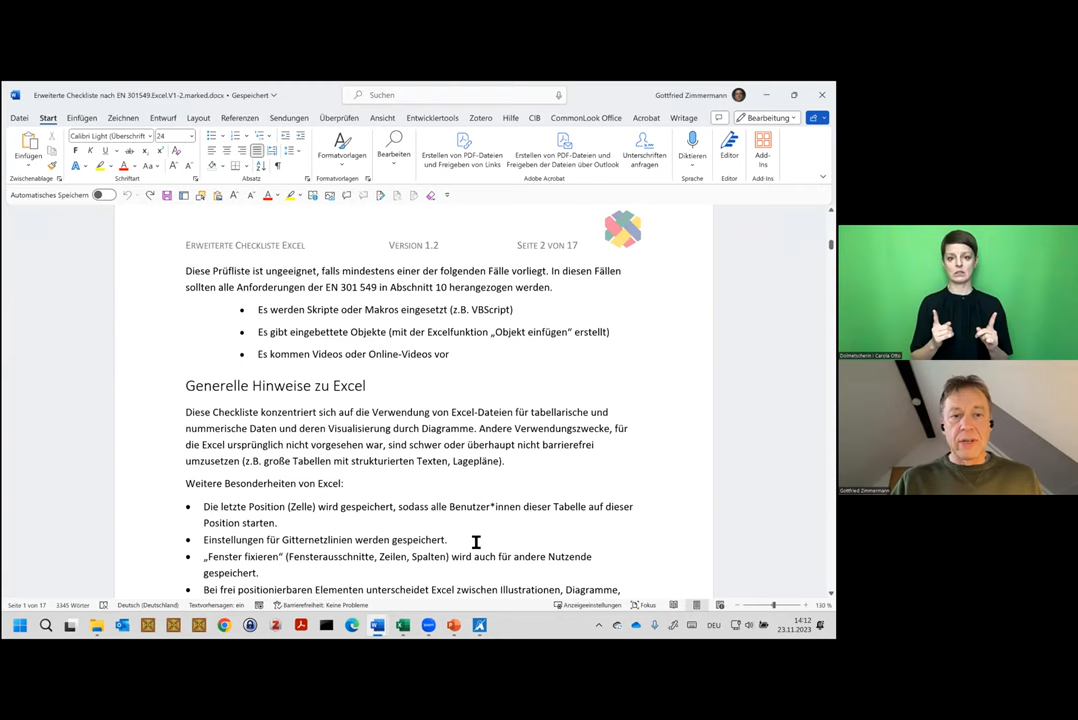 Erweiterte Checkliste nach EN 301549.Excel.V1-2.marked.docx • Gespeichert
Suchen
Gottfried Zimmermann
Datei Start Einfügen Zeichnen Entwurf Layout Referenzen Sendungen Überprüfen Ansicht Entwicklertools Zotero Hilfe CIB CommonLook Office Acrobat Writage
Bearbeitung
Calibri Light (Überschrift 24
Einfügen
F K U ab x₂ x²
Formatvorlagen
Bearbeiten
Erstellen von PDF-Dateien und Freigeben von Links
Erstellen von PDF-Dateien und Freigeben der Dateien über Outlook
Unterschriften anfragen
Diktieren
Editor
Add-Ins
Zwischenablage Schriftart Absatz Formatvorlagen Adobe Acrobat Sprache Editor Add-Ins
Automatisches Speichern
ERWEITERTE CHECKLISTE EXCEL VERSION 1.2 SEITE 2 VON 17
Diese Prüfliste ist ungeeignet, falls mindestens einer der folgenden Fälle vorliegt. In diesen Fällen
sollten alle Anforderungen der EN 301 549 in Abschnitt 10 herangezogen werden.
• Es werden Skripte oder Makros eingesetzt (z.B. VBScript)
• Es gibt eingebettete Objekte (mit der Excelfunktion „Objekt einfügen“ erstellt)
• Es kommen Videos oder Online-Videos vor
Generelle Hinweise zu Excel
Diese Checkliste konzentriert sich auf die Verwendung von Excel-Dateien für tabellarische und
nummerische Daten und deren Visualisierung durch Diagramme. Andere Verwendungszwecke, für
die Excel ursprünglich nicht vorgesehen war, sind schwer oder überhaupt nicht barrierefrei
umzusetzen (z.B. große Tabellen mit strukturierten Texten, Lagepläne).
Weitere Besonderheiten von Excel:
• Die letzte Position (Zelle) wird gespeichert, sodass alle Benutzer*innen dieser Tabelle auf dieser
Position starten.
• Einstellungen für Gitternetzlinien werden gespeichert.
• „Fenster fixieren“ (Fensterausschnitte, Zeilen, Spalten) wird auch für andere Nutzende
gespeichert.
• Bei frei positionierbaren Elementen unterscheidet Excel zwischen Illustrationen, Diagramme,
Seite 1 von 17 3345 Wörter Deutsch (Deutschland) Textvorhersagen: ein Barrierefreiheit: Keine Probleme Anzeigeeinstellungen Fokus 130 %
DEU 14:12
23.11.2023
Dolmetscherin | Carola Otto
Gottfried Zimmermann